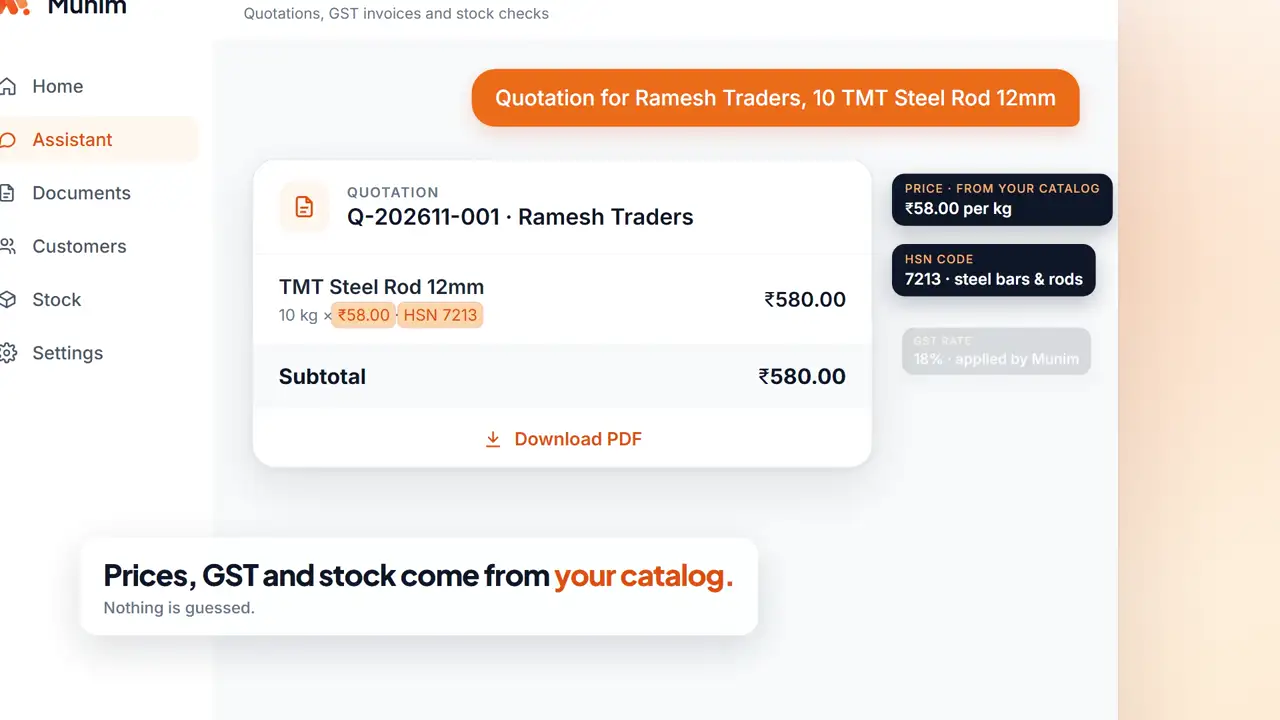 Munim
Quotations, GST invoices and stock checks
Home
Assistant
Documents
Customers
Stock
Settings
Quotation for Ramesh Traders, 10 TMT Steel Rod 12mm
QUOTATION
Q-202611-001 · Ramesh Traders
TMT Steel Rod 12mm
₹580.00
10 kg × ₹58.00 · HSN 7213
Subtotal
₹580.00
Download PDF
PRICE · FROM YOUR CATALOG
₹58.00 per kg
HSN CODE
7213 · steel bars & rods
GST RATE
18% · applied by Munim
Prices, GST and stock come from your catalog.
Nothing is guessed.